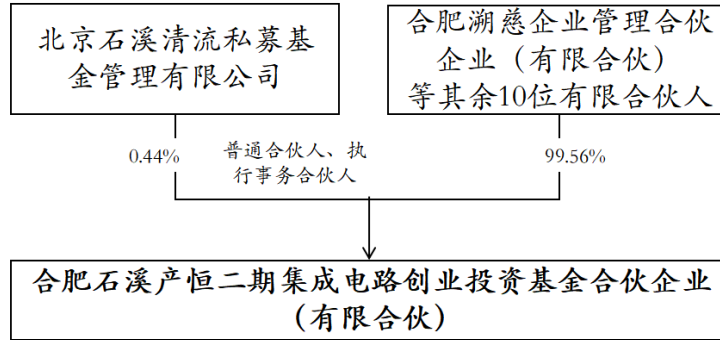 北京石溪清流私募基
金管理有限公司
合肥溯慈企业管理合伙
企业（有限合伙）
等其余10位有限合伙人
0.44%
普通合伙人、执
行事务合伙人
99.56%
合肥石溪产恒二期集成电路创业投资基金合伙企业
（有限合伙）